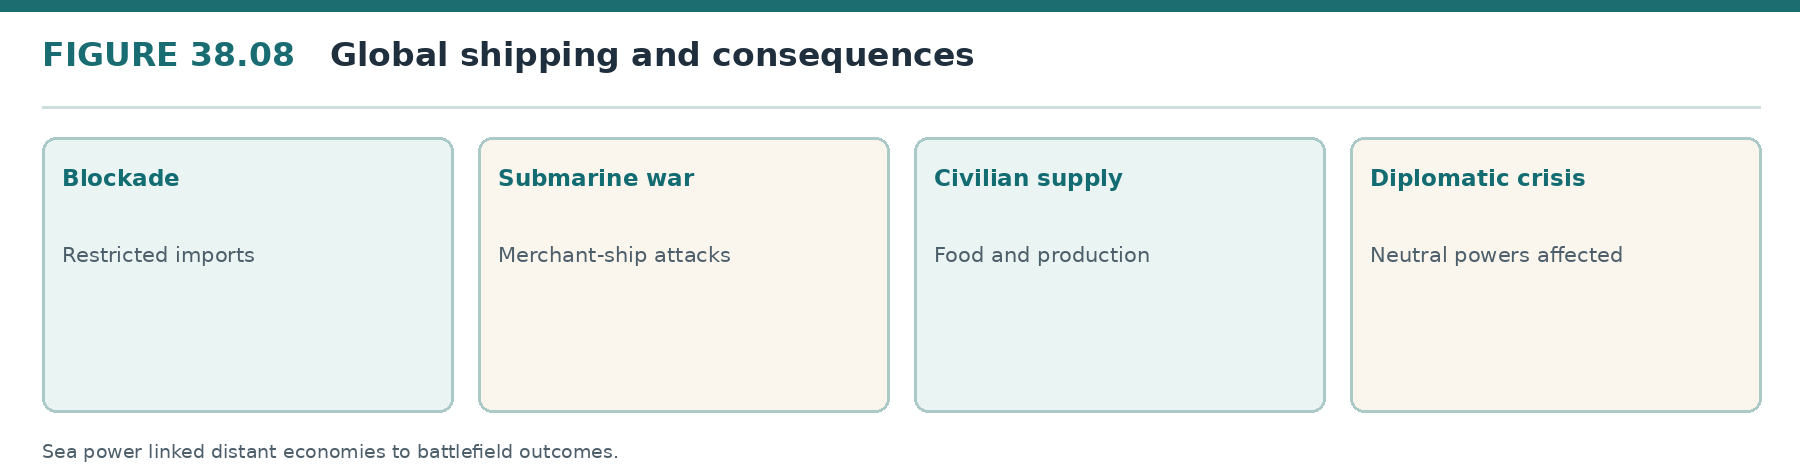 FIGURE 38.08 Global shipping and consequences
Blockade
Restricted imports
Submarine war
Merchant-ship attacks
Civilian supply
Food and production
Diplomatic crisis
Neutral powers affected
Sea power linked distant economies to battlefield outcomes.